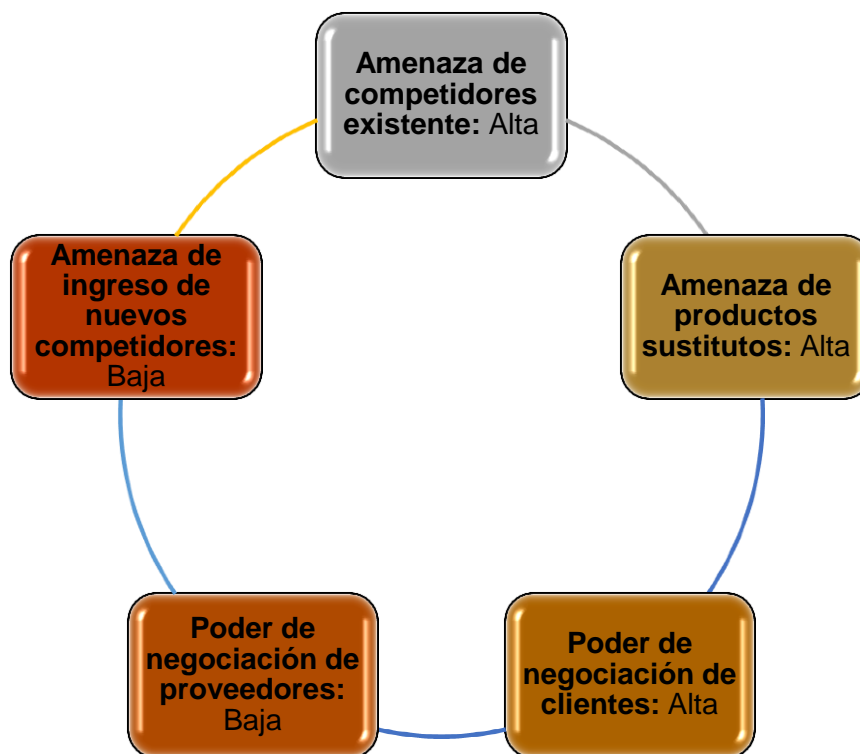 Amenaza de
competidores
existente: Alta
Amenaza de
productos
sustitutos: Alta
Poder de
negociación de
clientes: Alta
Poder de
negociación de
proveedores:
Baja
Amenaza de
ingreso de
nuevos
competidores:
Baja